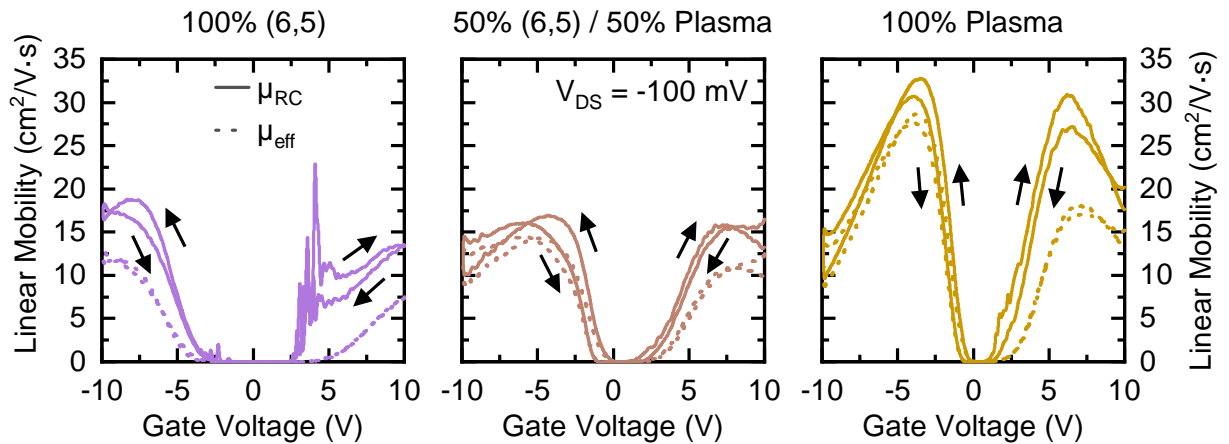 100% (6,5)
50% (6,5) / 50% Plasma
100% Plasma
Linear Mobility (cm²/V·s)
35
30
25
20
15
10
5
0
μRC
μeff
-10 -5 0 5 10
Gate Voltage (V)
VDS = -100 mV
-10 -5 0 5 10
Gate Voltage (V)
-10 -5 0 5 10
Gate Voltage (V)
35
30
25
20
15
10
5
0
Linear Mobility (cm²/V·s)